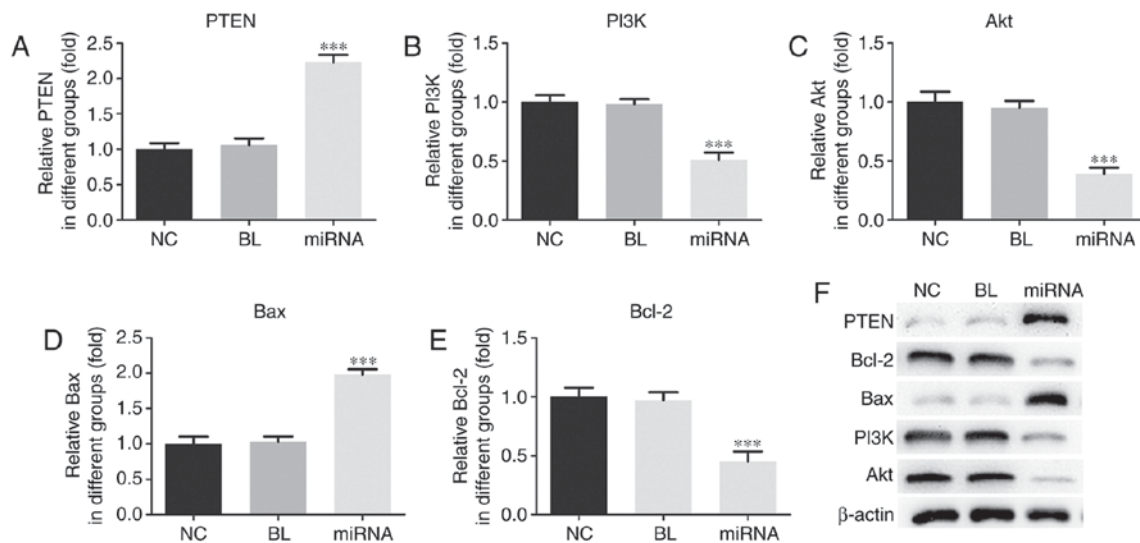 A
PTEN
Relative PTEN
in different groups (fold)
2.5
2.0
1.5
1.0
0.5
0.0
***
NC BL miRNA
B
PI3K
Relative PI3K
in different groups (fold)
1.5
1.0
0.5
0.0
***
NC BL miRNA
C
Akt
Relative Akt
in different groups (fold)
1.5
1.0
0.5
0.0
***
NC BL miRNA
D
Bax
Relative Bax
in different groups (fold)
2.5
2.0
1.5
1.0
0.5
0.0
***
NC BL miRNA
E
Bcl-2
Relative Bcl-2
in different groups (fold)
1.5
1.0
0.5
0.0
***
NC BL miRNA
F
NC BL miRNA
PTEN
Bcl-2
Bax
PI3K
Akt
β-actin